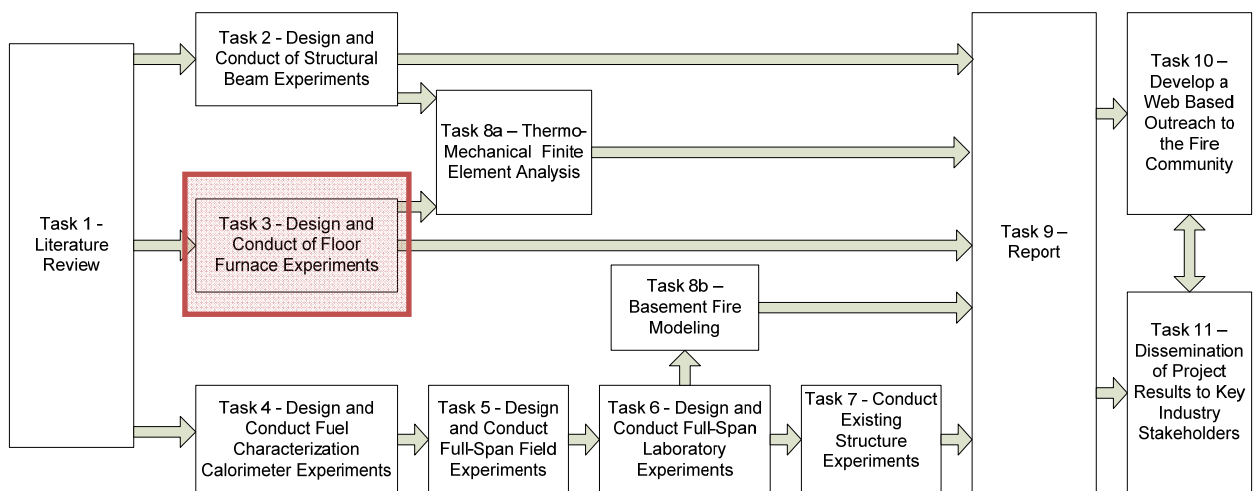 Task 1 -
Literature
Review
Task 2 - Design and
Conduct of Structural
Beam Experiments
Task 8a – Thermo-
Mechanical Finite
Element Analysis
Task 3 - Design and
Conduct of Floor
Furnace Experiments
Task 8b –
Basement Fire
Modeling
Task 4 - Design and
Conduct Fuel
Characterization
Calorimeter Experiments
Task 5 - Design
and Conduct
Full-Span Field
Experiments
Task 6 - Design and
Conduct Full-Span
Laboratory
Experiments
Task 7 - Conduct
Existing
Structure
Experiments
Task 9 –
Report
Task 10 –
Develop a
Web Based
Outreach to
the Fire
Community
Task 11 –
Dissemination
of Project
Results to Key
Industry
Stakeholders